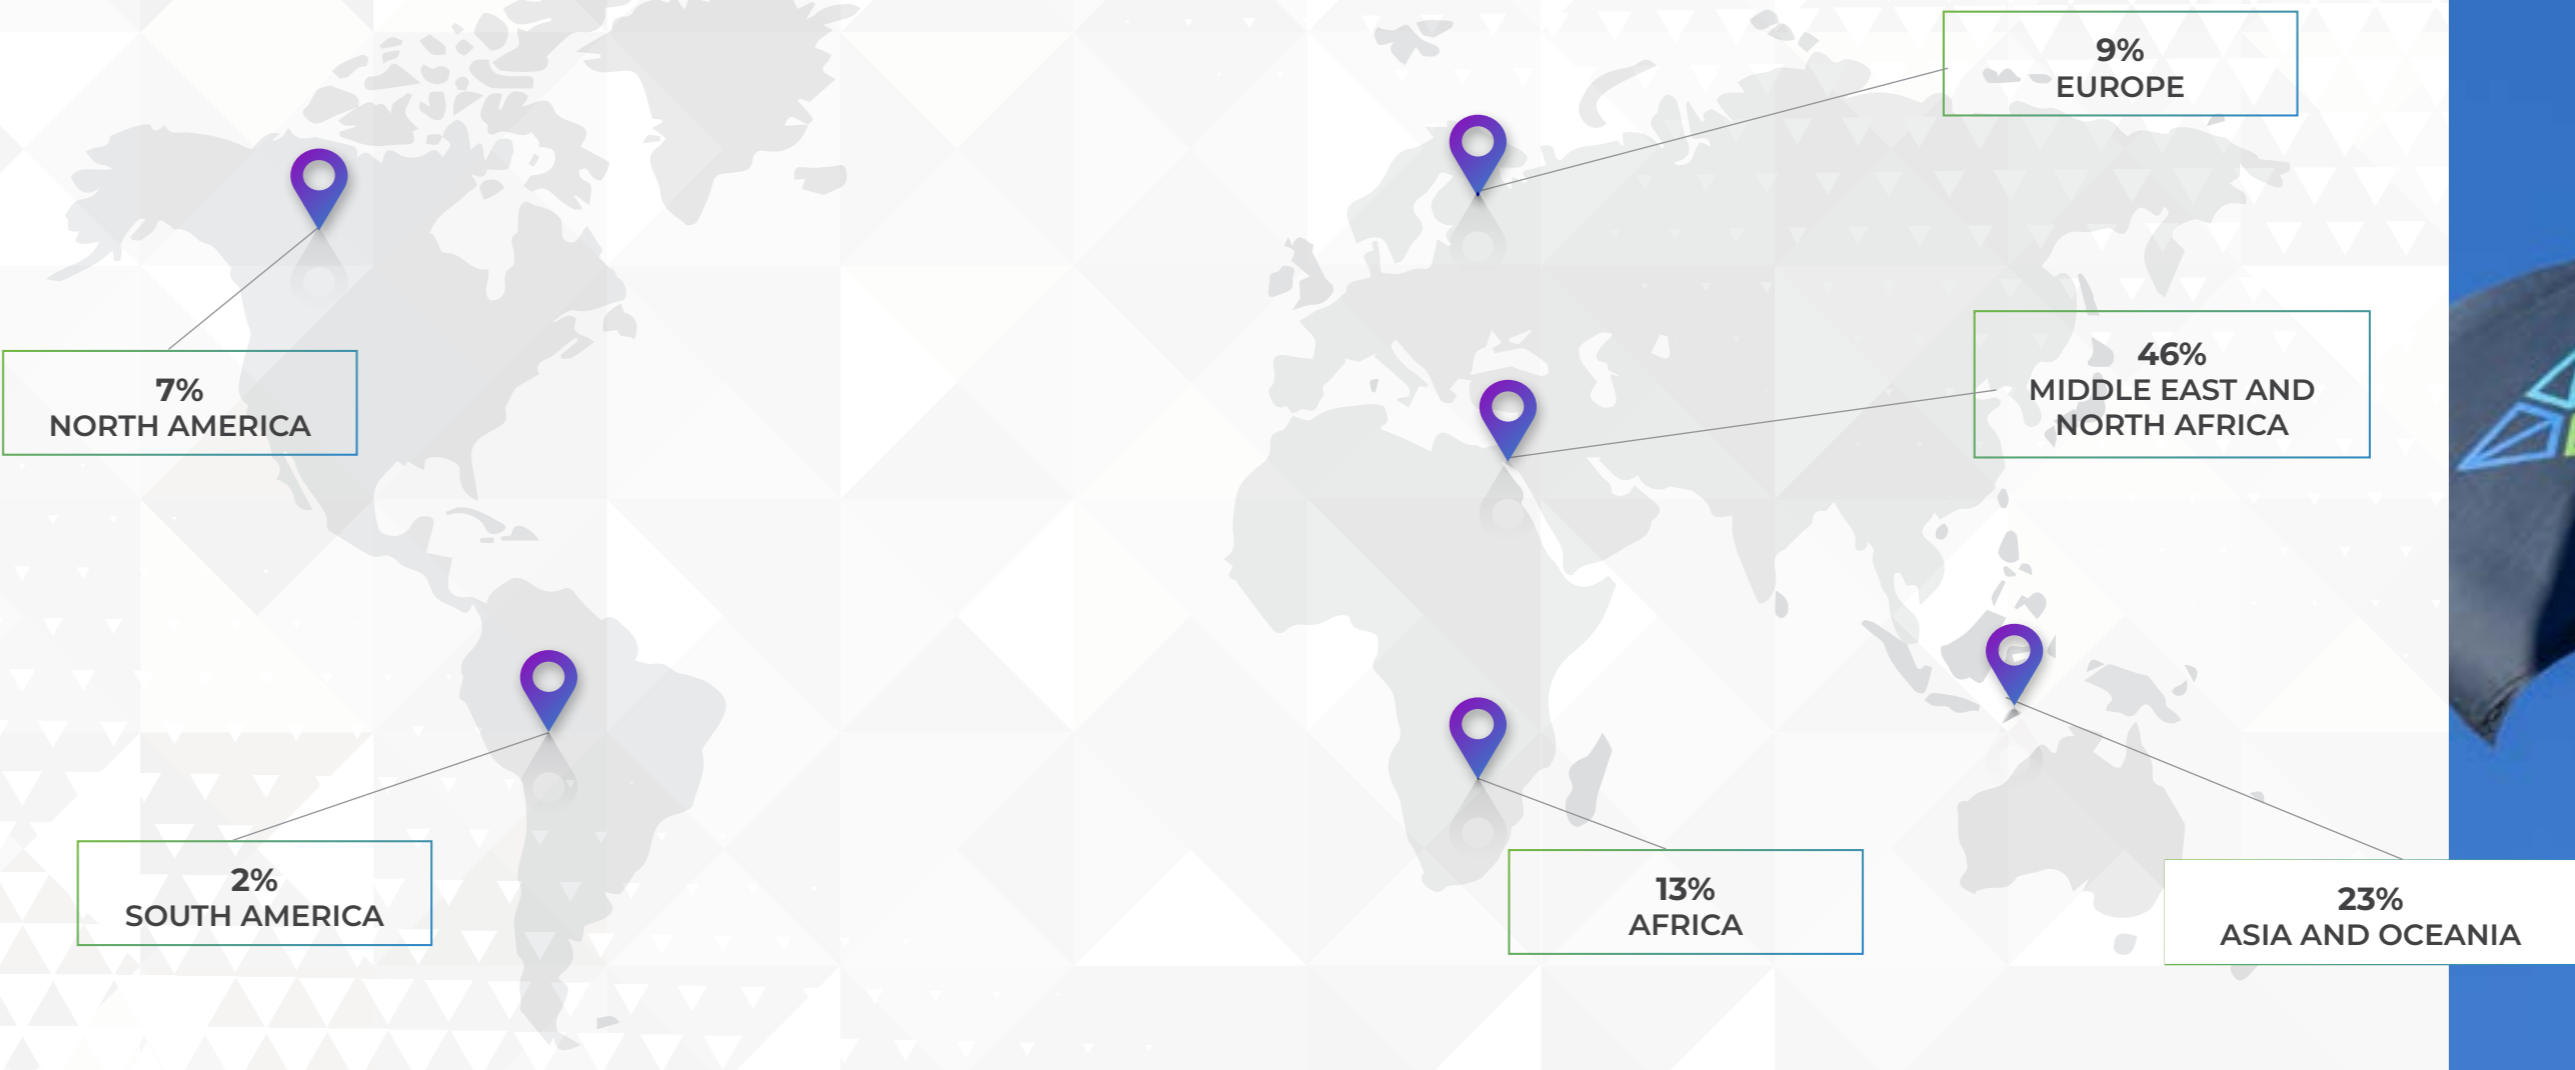 9%
EUROPE
7%
NORTH AMERICA
46%
MIDDLE EAST AND
NORTH AFRICA
2%
SOUTH AMERICA
13%
AFRICA
23%
ASIA AND OCEANIA